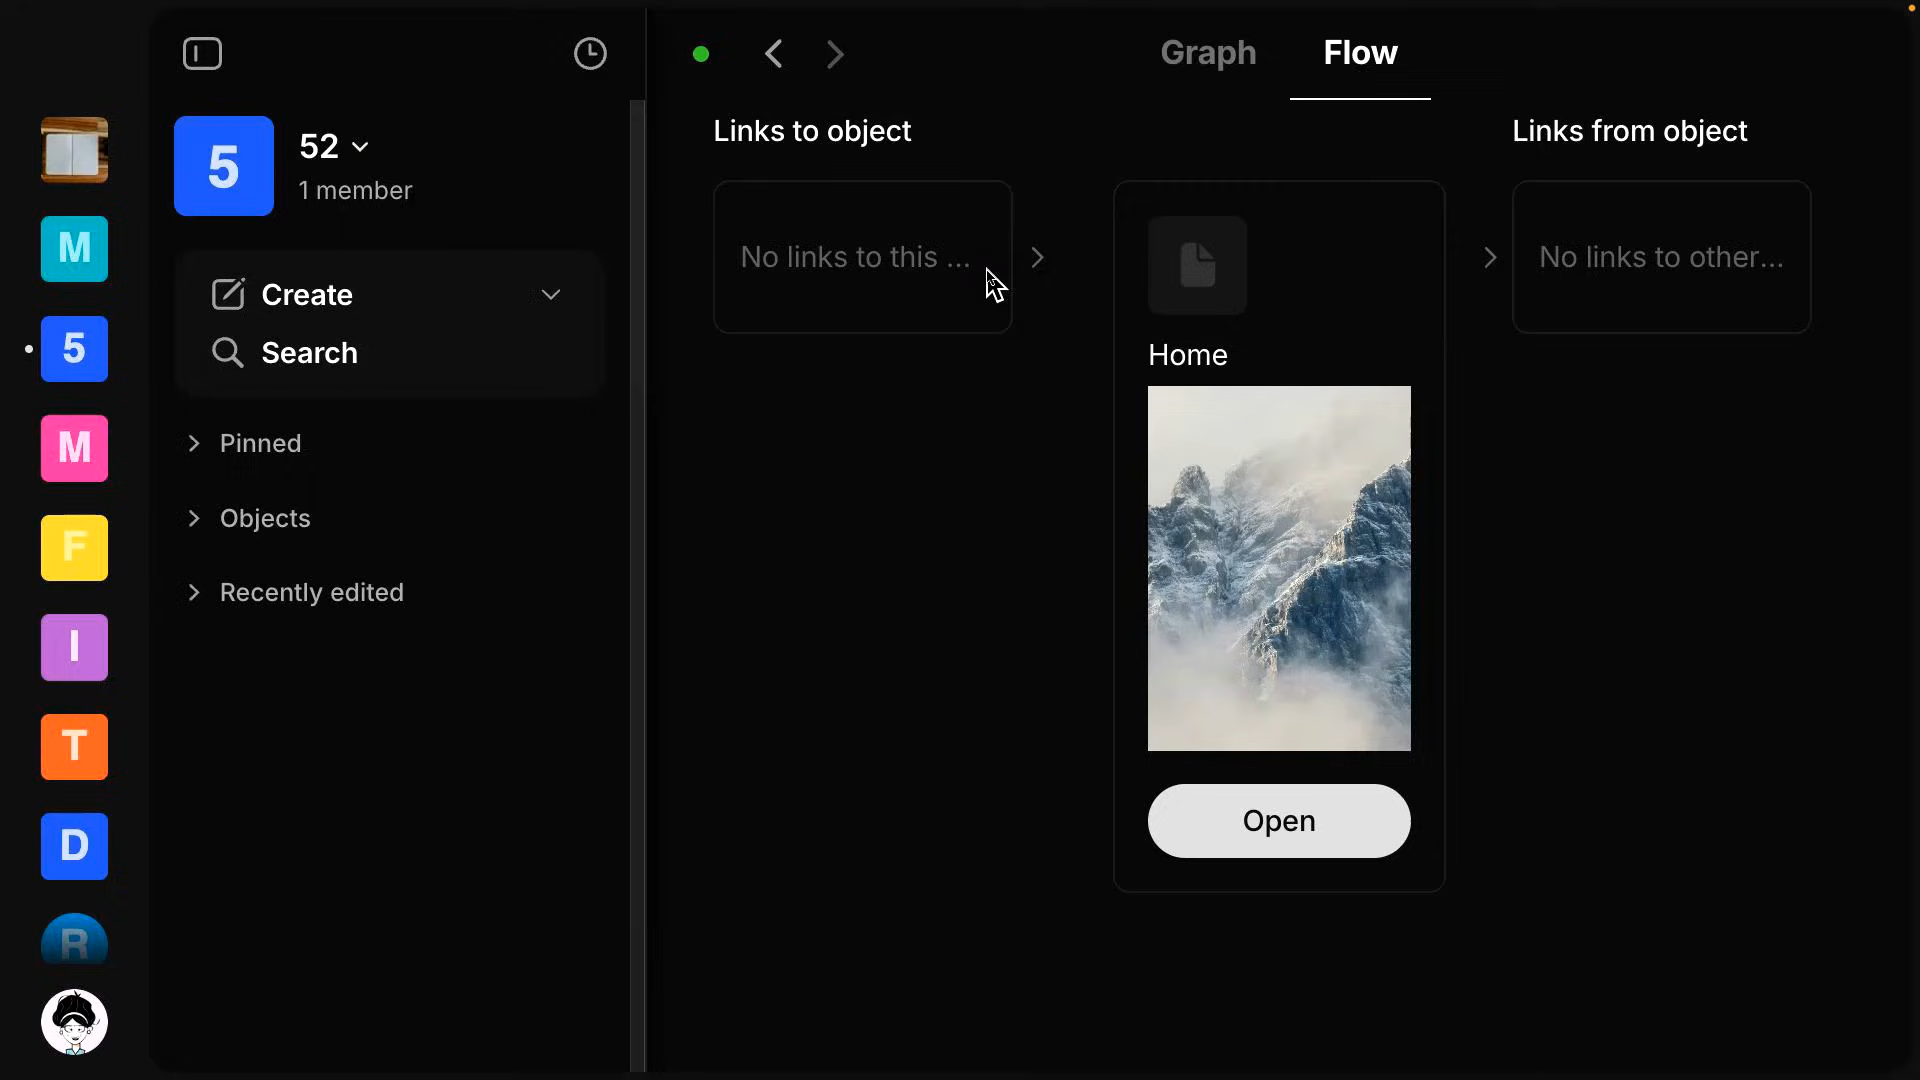 M
5
M
F
I
T
D
R
5
52
1 member
Create
Search
Pinned
Objects
Recently edited
Graph
Flow
Links to object
No links to this ...
Home
Open
Links from object
No links to other...